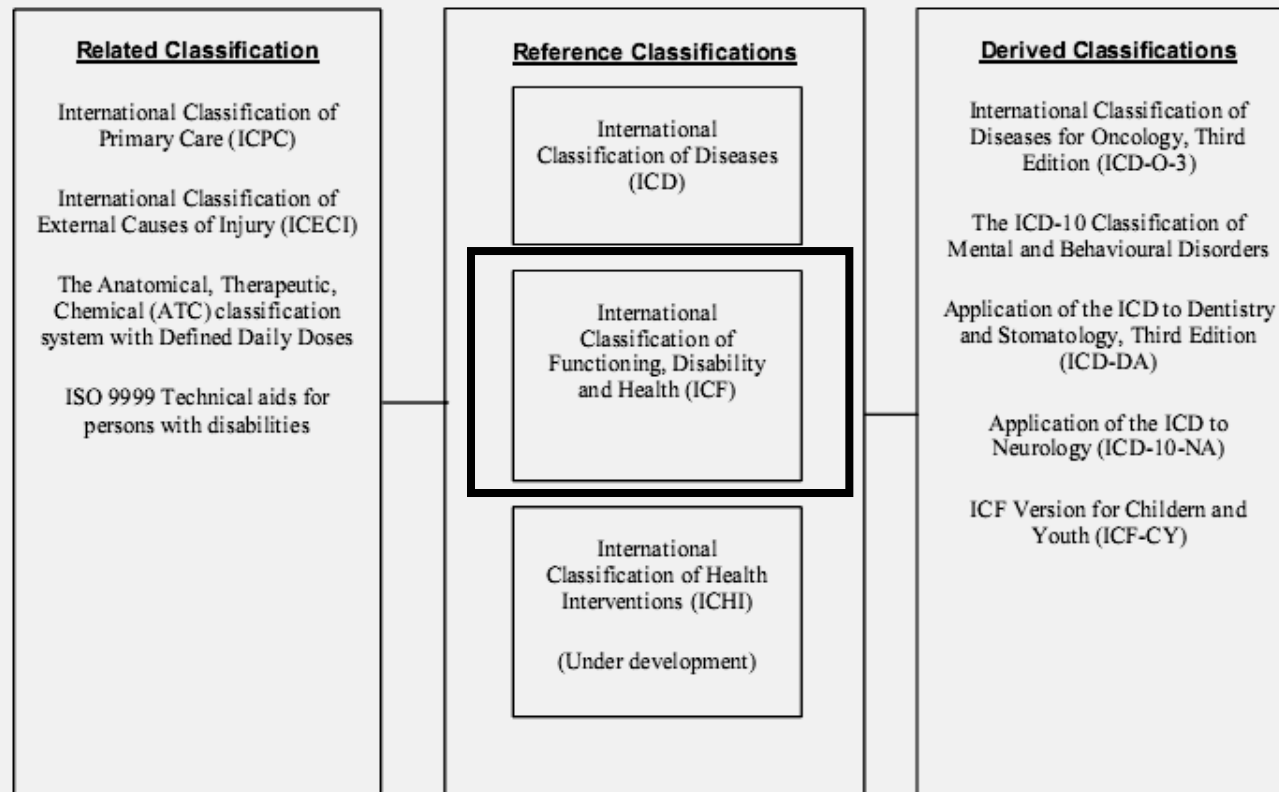 Related Classification
International Classification of
Primary Care (ICPC)
International Classification of
External Causes of Injury (ICECI)
The Anatomical, Therapeutic,
Chemical (ATC) classification
system with Defined Daily Doses
ISO 9999 Technical aids for
persons with disabilities
Reference Classifications
International
Classification of Diseases
(ICD)
International
Classification of
Functioning, Disability
and Health (ICF)
International
Classification of Health
Interventions (ICHI)
(Under development)
Derived Classifications
International Classification of
Diseases for Oncology, Third
Edition (ICD-O-3)
The ICD-10 Classification of
Mental and Behavioural Disorders
Application of the ICD to Dentistry
and Stomatology, Third Edition
(ICD-DA)
Application of the ICD to
Neurology (ICD-10-NA)
ICF Version for Childern and
Youth (ICF-CY)